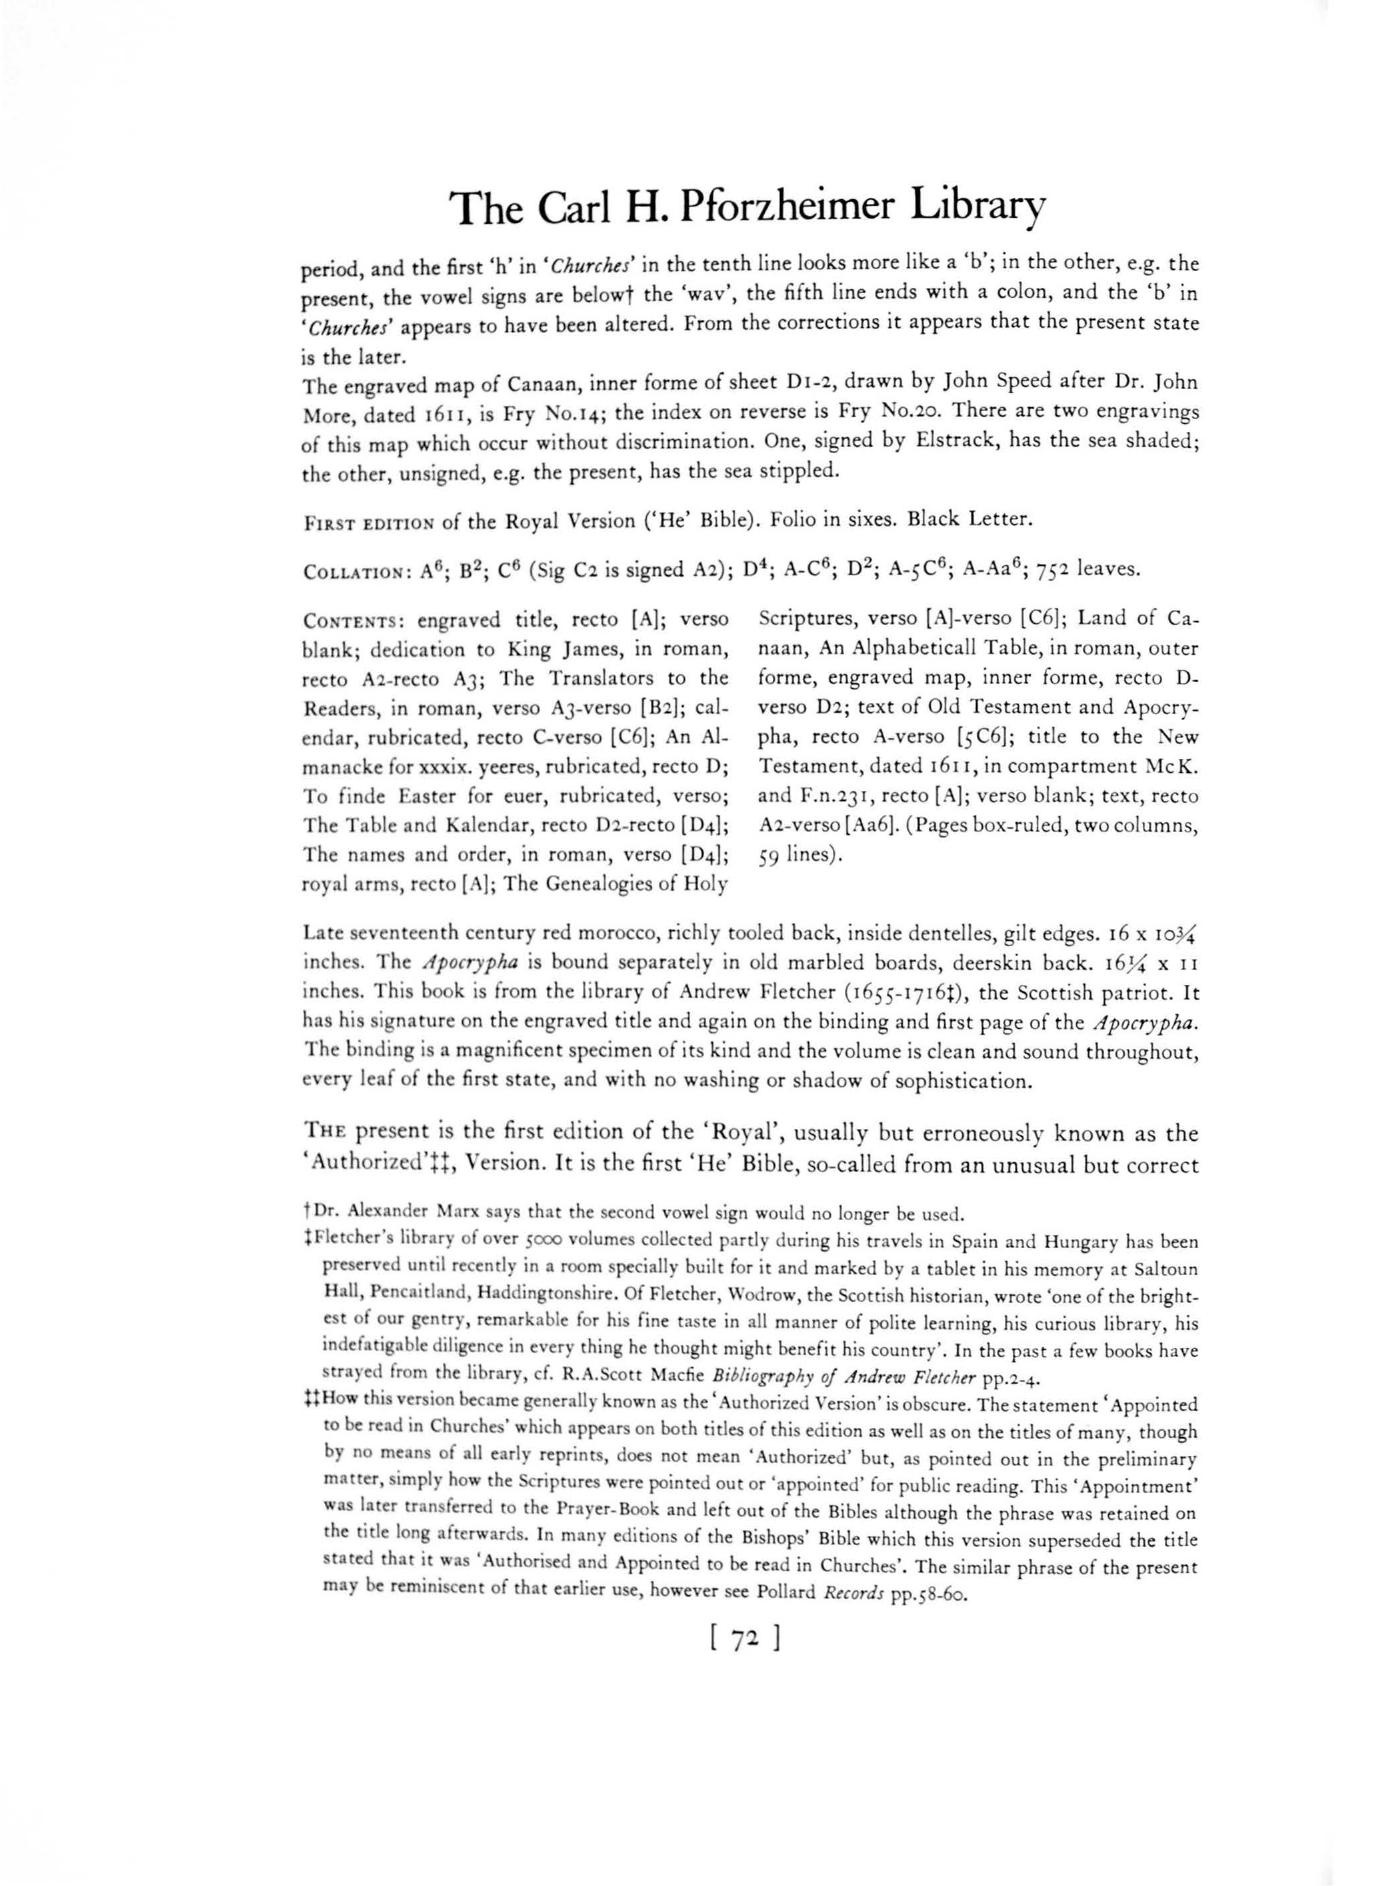 The Carl H. Pforzheimer Library
period, and the first ‘h’ in ‘Churches’ in the tenth line looks more like a ‘b’; in the other, e.g. the
present, the vowel signs are below† the ‘wav’, the fifth line ends with a colon, and the ‘b’ in
‘Churches’ appears to have been altered. From the corrections it appears that the present state
is the later.
The engraved map of Canaan, inner forme of sheet D1-2, drawn by John Speed after Dr. John
More, dated 1611, is Fry No.14; the index on reverse is Fry No.20. There are two engravings
of this map which occur without discrimination. One, signed by Elstrack, has the sea shaded;
the other, unsigned, e.g. the present, has the sea stippled.
First edition of the Royal Version (‘He’ Bible). Folio in sixes. Black Letter.
Collation: A⁶; B²; C⁶ (Sig C2 is signed A2); D⁴; A-C⁶; D²; A-5C⁶; A-Aa⁶; 752 leaves.
Contents: engraved title, recto [A]; verso
blank; dedication to King James, in roman,
recto A2-recto A3; The Translators to the
Readers, in roman, verso A3-verso [B2]; cal-
endar, rubricated, recto C-verso [C6]; An Al-
manacke for xxxix. yeeres, rubricated, recto D;
To finde Easter for euer, rubricated, verso;
The Table and Kalendar, recto D2-recto [D4];
The names and order, in roman, verso [D4];
royal arms, recto [A]; The Genealogies of Holy
Scriptures, verso [A]-verso [C6]; Land of Ca-
naan, An Alphabeticall Table, in roman, outer
forme, engraved map, inner forme, recto D-
verso D2; text of Old Testament and Apocry-
pha, recto A-verso [5C6]; title to the New
Testament, dated 1611, in compartment McK.
and F.n.231, recto [A]; verso blank; text, recto
A2-verso [Aa6]. (Pages box-ruled, two columns,
59 lines).
Late seventeenth century red morocco, richly tooled back, inside dentelles, gilt edges. 16 x 10¾
inches. The Apocrypha is bound separately in old marbled boards, deerskin back. 16¼ x 11
inches. This book is from the library of Andrew Fletcher (1655-1716‡), the Scottish patriot. It
has his signature on the engraved title and again on the binding and first page of the Apocrypha.
The binding is a magnificent specimen of its kind and the volume is clean and sound throughout,
every leaf of the first state, and with no washing or shadow of sophistication.
The present is the first edition of the ‘Royal’, usually but erroneously known as the
‘Authorized’‡‡, Version. It is the first ‘He’ Bible, so-called from an unusual but correct
†Dr. Alexander Marx says that the second vowel sign would no longer be used.
‡Fletcher’s library of over 5000 volumes collected partly during his travels in Spain and Hungary has been
preserved until recently in a room specially built for it and marked by a tablet in his memory at Saltoun
Hall, Pencaitland, Haddingtonshire. Of Fletcher, Wodrow, the Scottish historian, wrote ‘one of the bright-
est of our gentry, remarkable for his fine taste in all manner of polite learning, his curious library, his
indefatigable diligence in every thing he thought might benefit his country’. In the past a few books have
strayed from the library, cf. R.A.Scott Macfie Bibliography of Andrew Fletcher pp.2-4.
‡‡How this version became generally known as the ‘Authorized Version’ is obscure. The statement ‘Appointed
to be read in Churches’ which appears on both titles of this edition as well as on the titles of many, though
by no means of all early reprints, does not mean ‘Authorized’ but, as pointed out in the preliminary
matter, simply how the Scriptures were pointed out or ‘appointed’ for public reading. This ‘Appointment’
was later transferred to the Prayer-Book and left out of the Bibles although the phrase was retained on
the title long afterwards. In many editions of the Bishops’ Bible which this version superseded the title
stated that it was ‘Authorised and Appointed to be read in Churches’. The similar phrase of the present
may be reminiscent of that earlier use, however see Pollard Records pp.58-60.
[ 72 ]